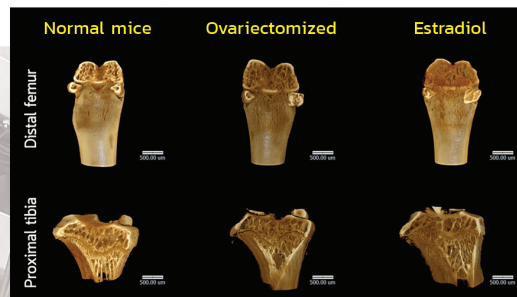 Normal mice
Ovariectomized
Estradiol
Distal femur
500.00 um
500.00 um
500.00 um
Proximal tibia
500.00 um
500.00 um
500.00 um